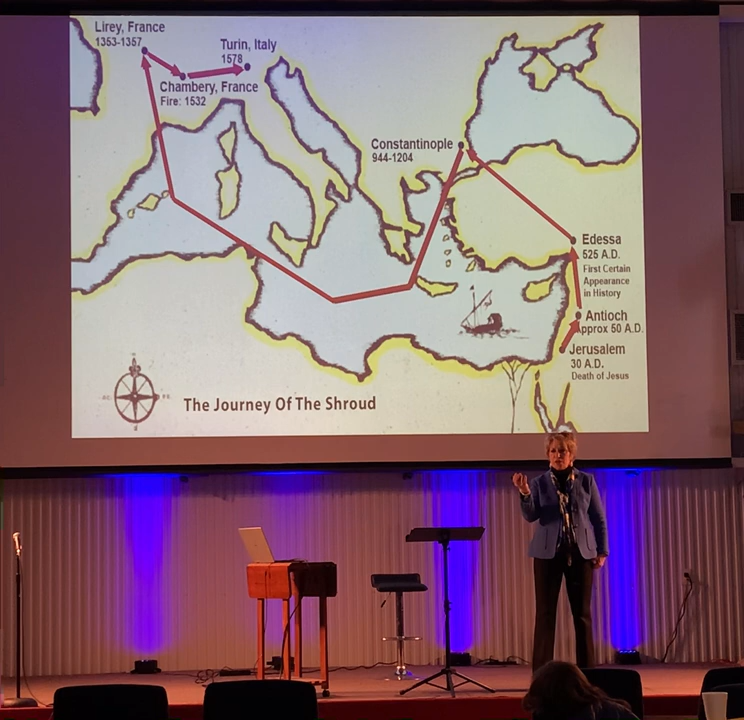 Lirey, France
1353-1357
Turin, Italy
1578
Chambery, France
Fire: 1532
Constantinople
944-1204
Edessa
525 A.D.
First Certain
Appearance
in History
Antioch
Approx 50 A.D.
Jerusalem
30 A.D.
Death of Jesus
The Journey Of The Shroud